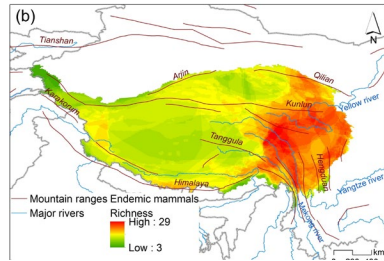 (b)
N
Tianshan
Arjin
Qilian
Karakorum
Kunlun
Yellow river
Tanggula
Hengduan
Himalaya
Yangtze river
Mekong river
Mountain ranges Endemic mammals
Major rivers Richness
High : 29
Low : 3
km